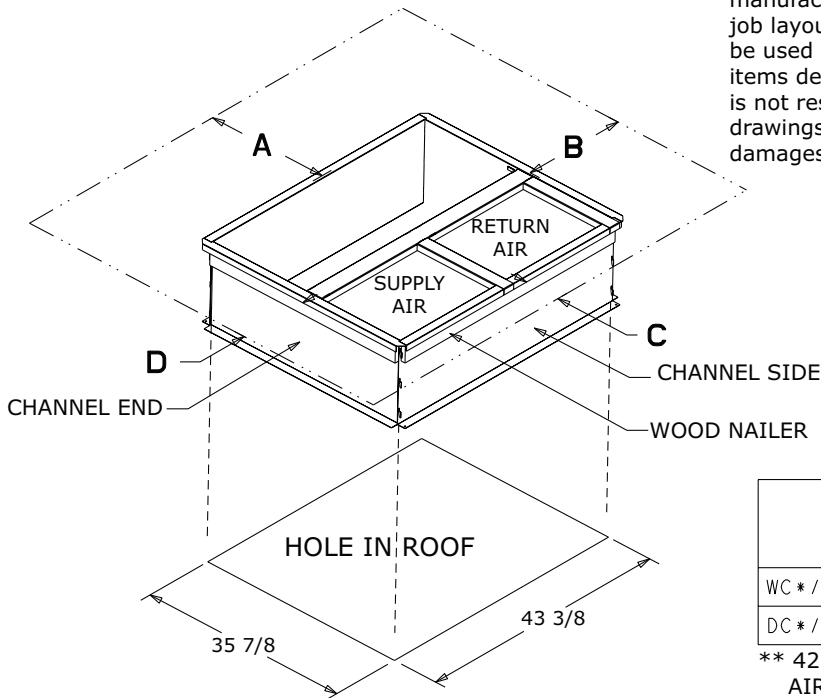 manufac
job layou
be used
items de
is not res
drawings
damages
A
B
RETURN
AIR
SUPPLY
AIR
C
D
CHANNEL SIDE
CHANNEL END
WOOD NAILER
HOLE IN ROOF
43 3/8
35 7/8
WC * /
DC * /
** 42
AIR